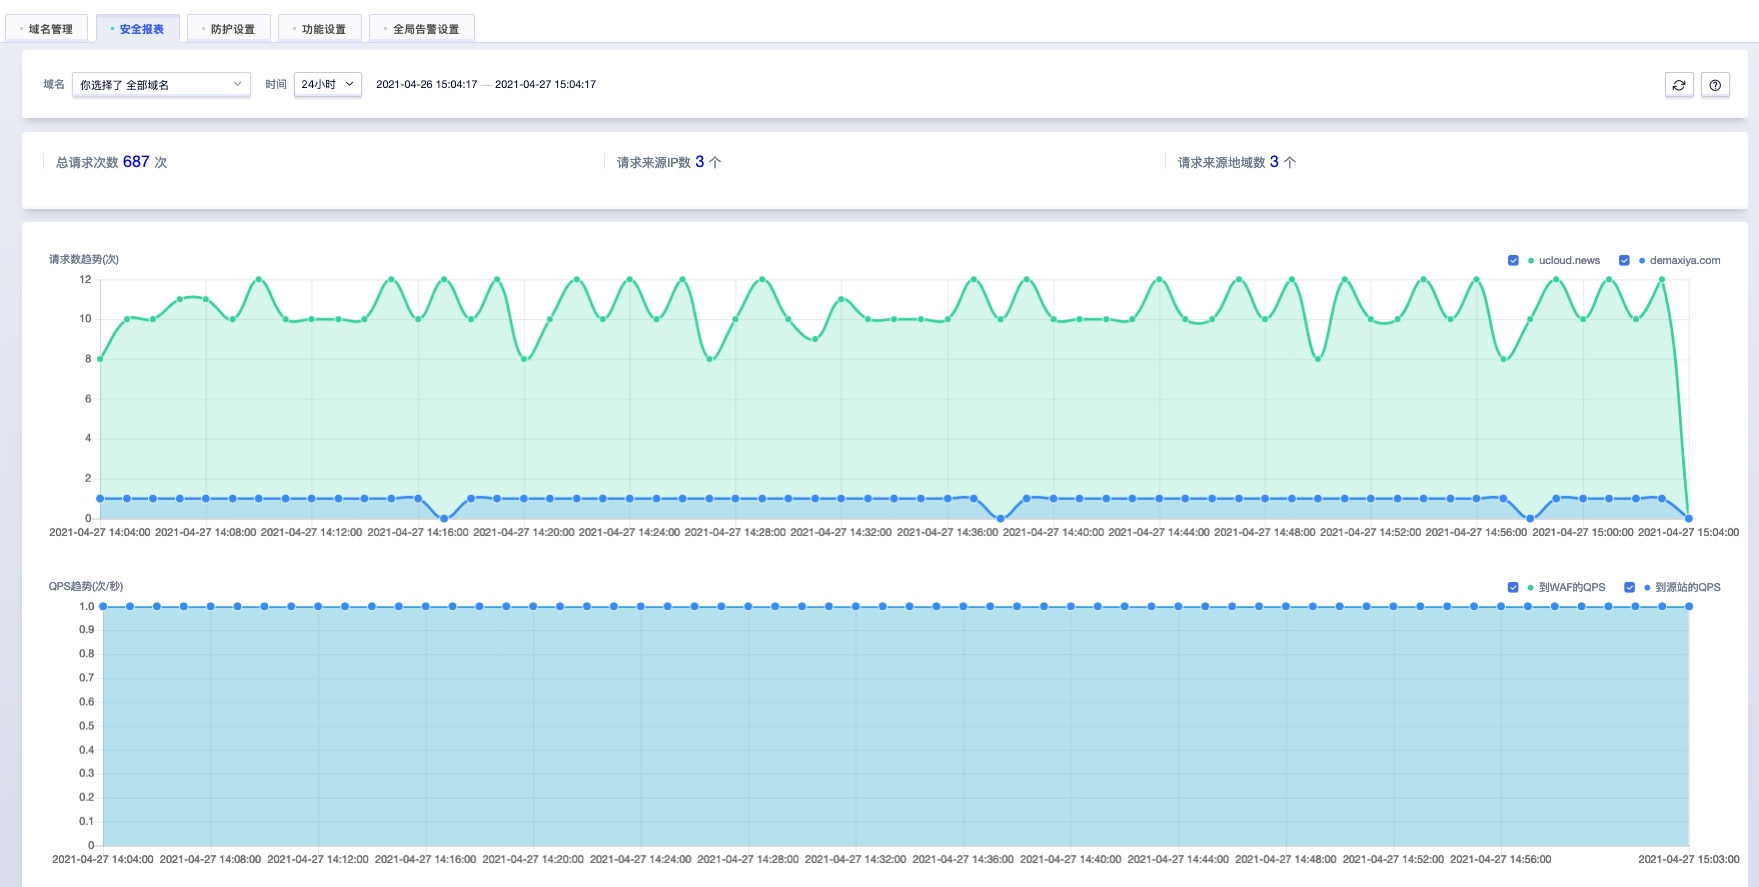 域名管理 安全报表 防护设置 功能设置 全局告警设置
域名 你选择了 全部域名 时间 24小时 2021-04-26 15:04:17 — 2021-04-27 15:04:17
总请求次数 687 次 请求来源IP数 3 个 请求来源地域数 3 个
请求数趋势(次) ucloud.news demaxiya.com
12
10
8
6
4
2
0
2021-04-27 14:04:00 2021-04-27 14:08:00 2021-04-27 14:12:00 2021-04-27 14:16:00 2021-04-27 14:20:00 2021-04-27 14:24:00 2021-04-27 14:28:00 2021-04-27 14:32:00 2021-04-27 14:36:00 2021-04-27 14:40:00 2021-04-27 14:44:00 2021-04-27 14:48:00 2021-04-27 14:52:00 2021-04-27 14:56:00 2021-04-27 15:00:00 2021-04-27 15:04:00
QPS趋势(次/秒) 到WAF的QPS 到源站的QPS
1.0
0.9
0.8
0.7
0.6
0.5
0.4
0.3
0.2
0.1
0
2021-04-27 14:04:00 2021-04-27 14:08:00 2021-04-27 14:12:00 2021-04-27 14:16:00 2021-04-27 14:20:00 2021-04-27 14:24:00 2021-04-27 14:28:00 2021-04-27 14:32:00 2021-04-27 14:36:00 2021-04-27 14:40:00 2021-04-27 14:44:00 2021-04-27 14:48:00 2021-04-27 14:52:00 2021-04-27 14:56:00 2021-04-27 15:03:00